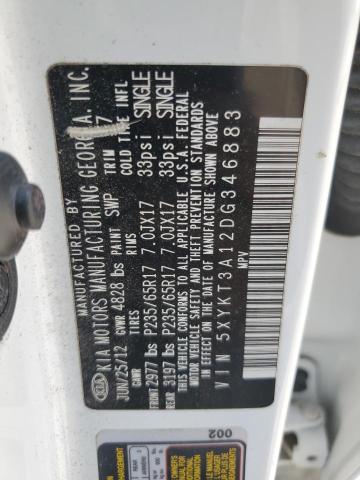 KIA KIA MOTORS MANUFACTURING GEORGIA, INC.
JUN/25/12 GVWR 4828 lbs PAINT SWP TRIM 7
GAWR TIRES RIMS COLD TIRE INFL
FRONT 2977 lbs P235/65R17 7.0JX17 33psi SINGLE
REAR 3197 lbs P235/65R17 7.0JX17 33psi SINGLE
THIS VEHICLE CONFORMS TO ALL APPLICABLE U.S.A. FEDERAL
MOTOR VEHICLE SAFETY, BUMPER, AND THEFT PREVENTION STANDARDS
IN EFFECT ON THE DATE OF MANUFACTURE SHOWN ABOVE.
VIN 5XYKT3A12DG346883
MPV
002